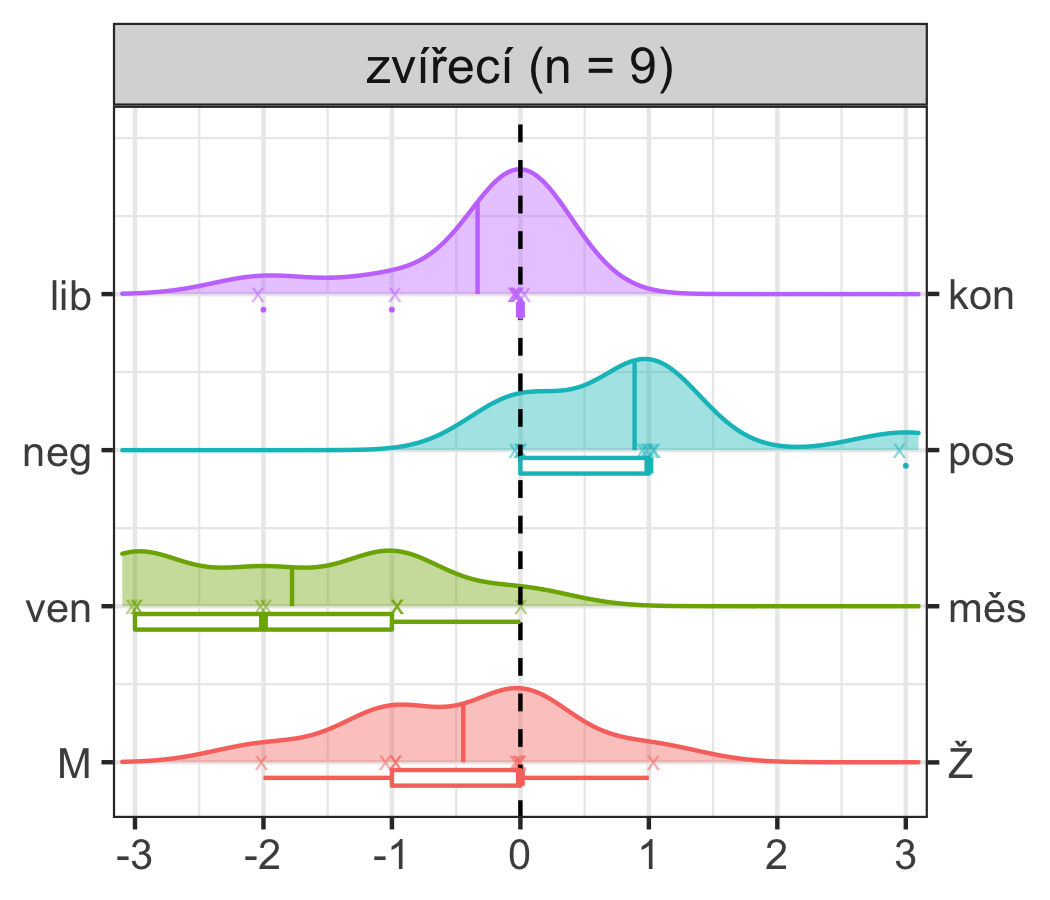 zvířecí (n = 9)
lib kon
neg pos
ven měs
M Ž
-3 -2 -1 0 1 2 3